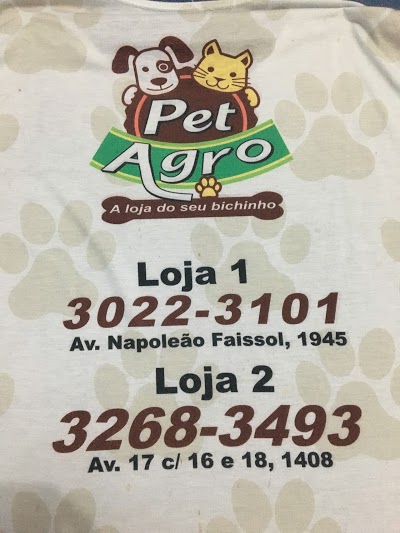 Pet
Agro
A loja do seu bichinho
Loja 1
3022-3101
Av. Napoleão Faissol, 1945
Loja 2
3268-3493
Av. 17 c/ 16 e 18, 1408